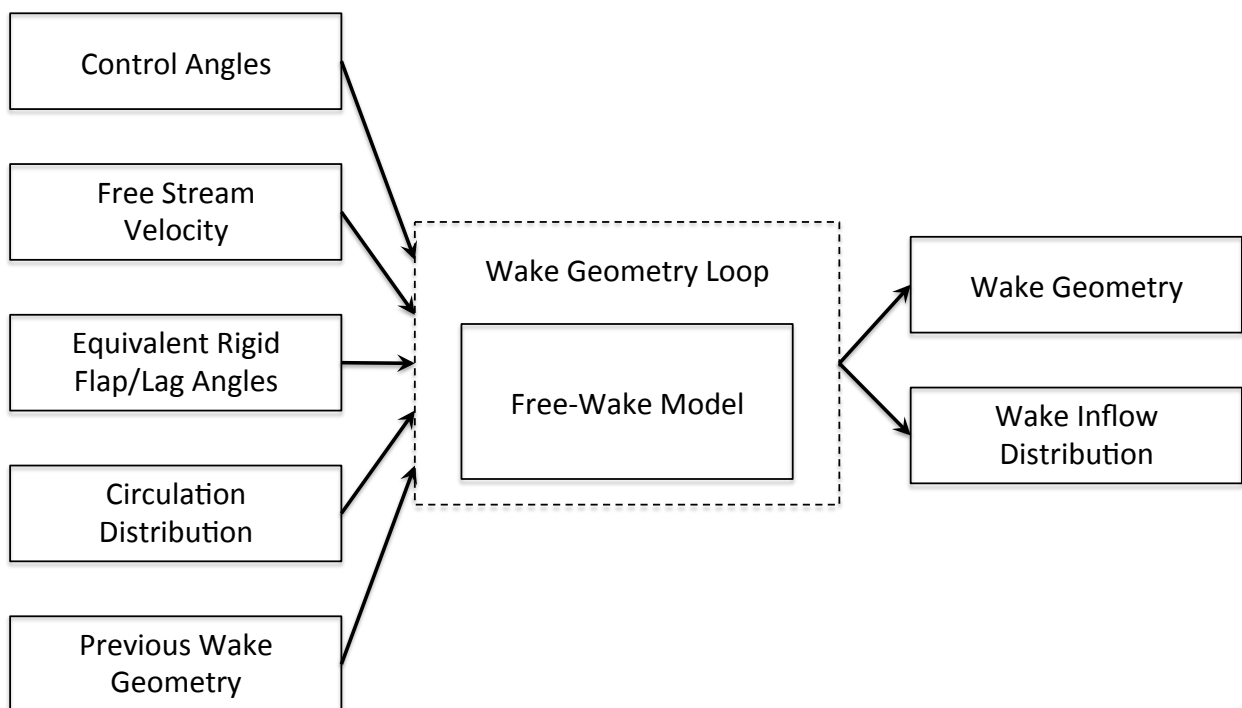 Control Angles
Free Stream
Velocity
Equivalent Rigid
Flap/Lag Angles
Circulation
Distribution
Previous Wake
Geometry
Wake Geometry Loop
Free-Wake Model
Wake Geometry
Wake Inflow
Distribution